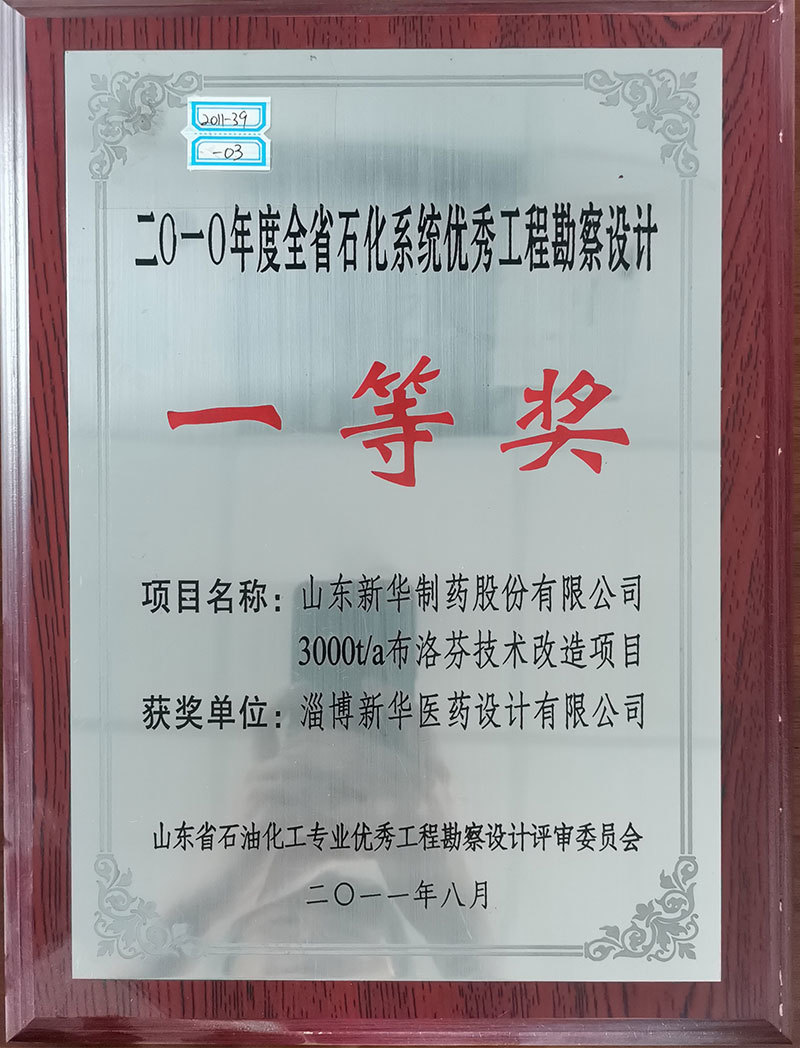 2011-39
-03
二〇一〇年度全省石化系统优秀工程勘察设计
一等奖
项目名称：山东新华制药股份有限公司
3000t/a布洛芬技术改造项目
获奖单位：淄博新华医药设计有限公司
山东省石油化工专业优秀工程勘察设计评审委员会
二〇一一年八月